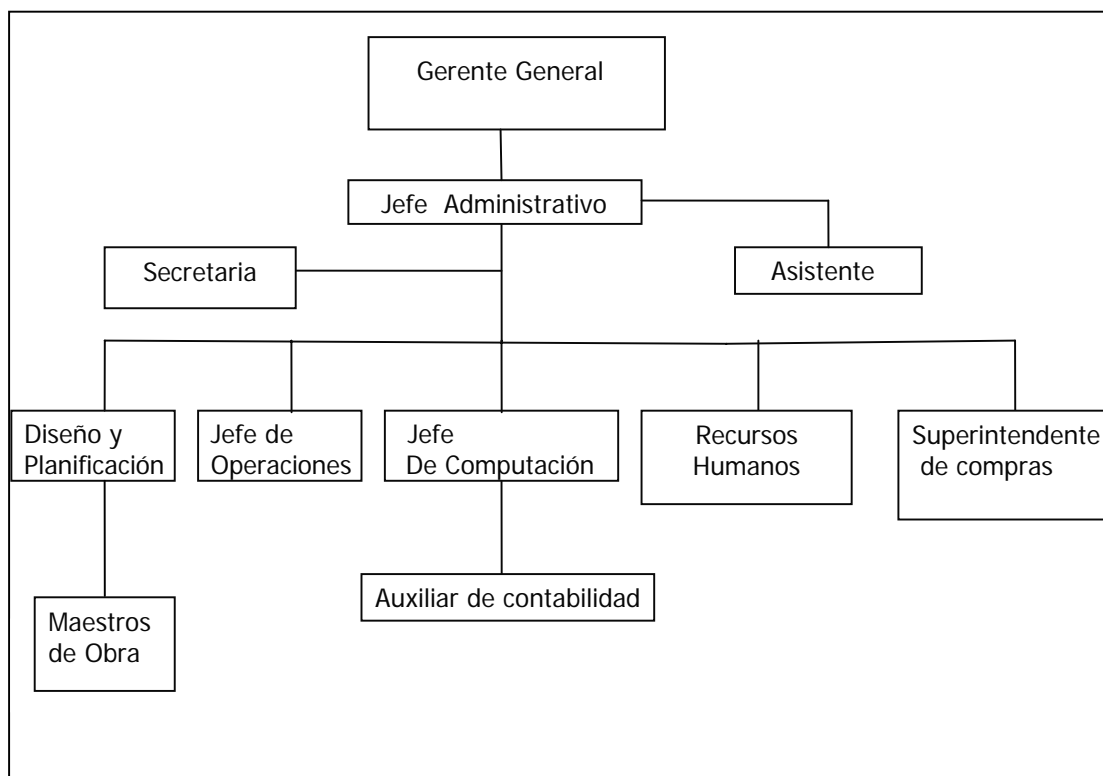 Gerente General
Jefe Administrativo
Secretaria
Asistente
Diseño y
Planificación
Jefe de
Operaciones
Jefe
De Computación
Recursos
Humanos
Superintendente
de compras
Auxiliar de contabilidad
Maestros
de Obra